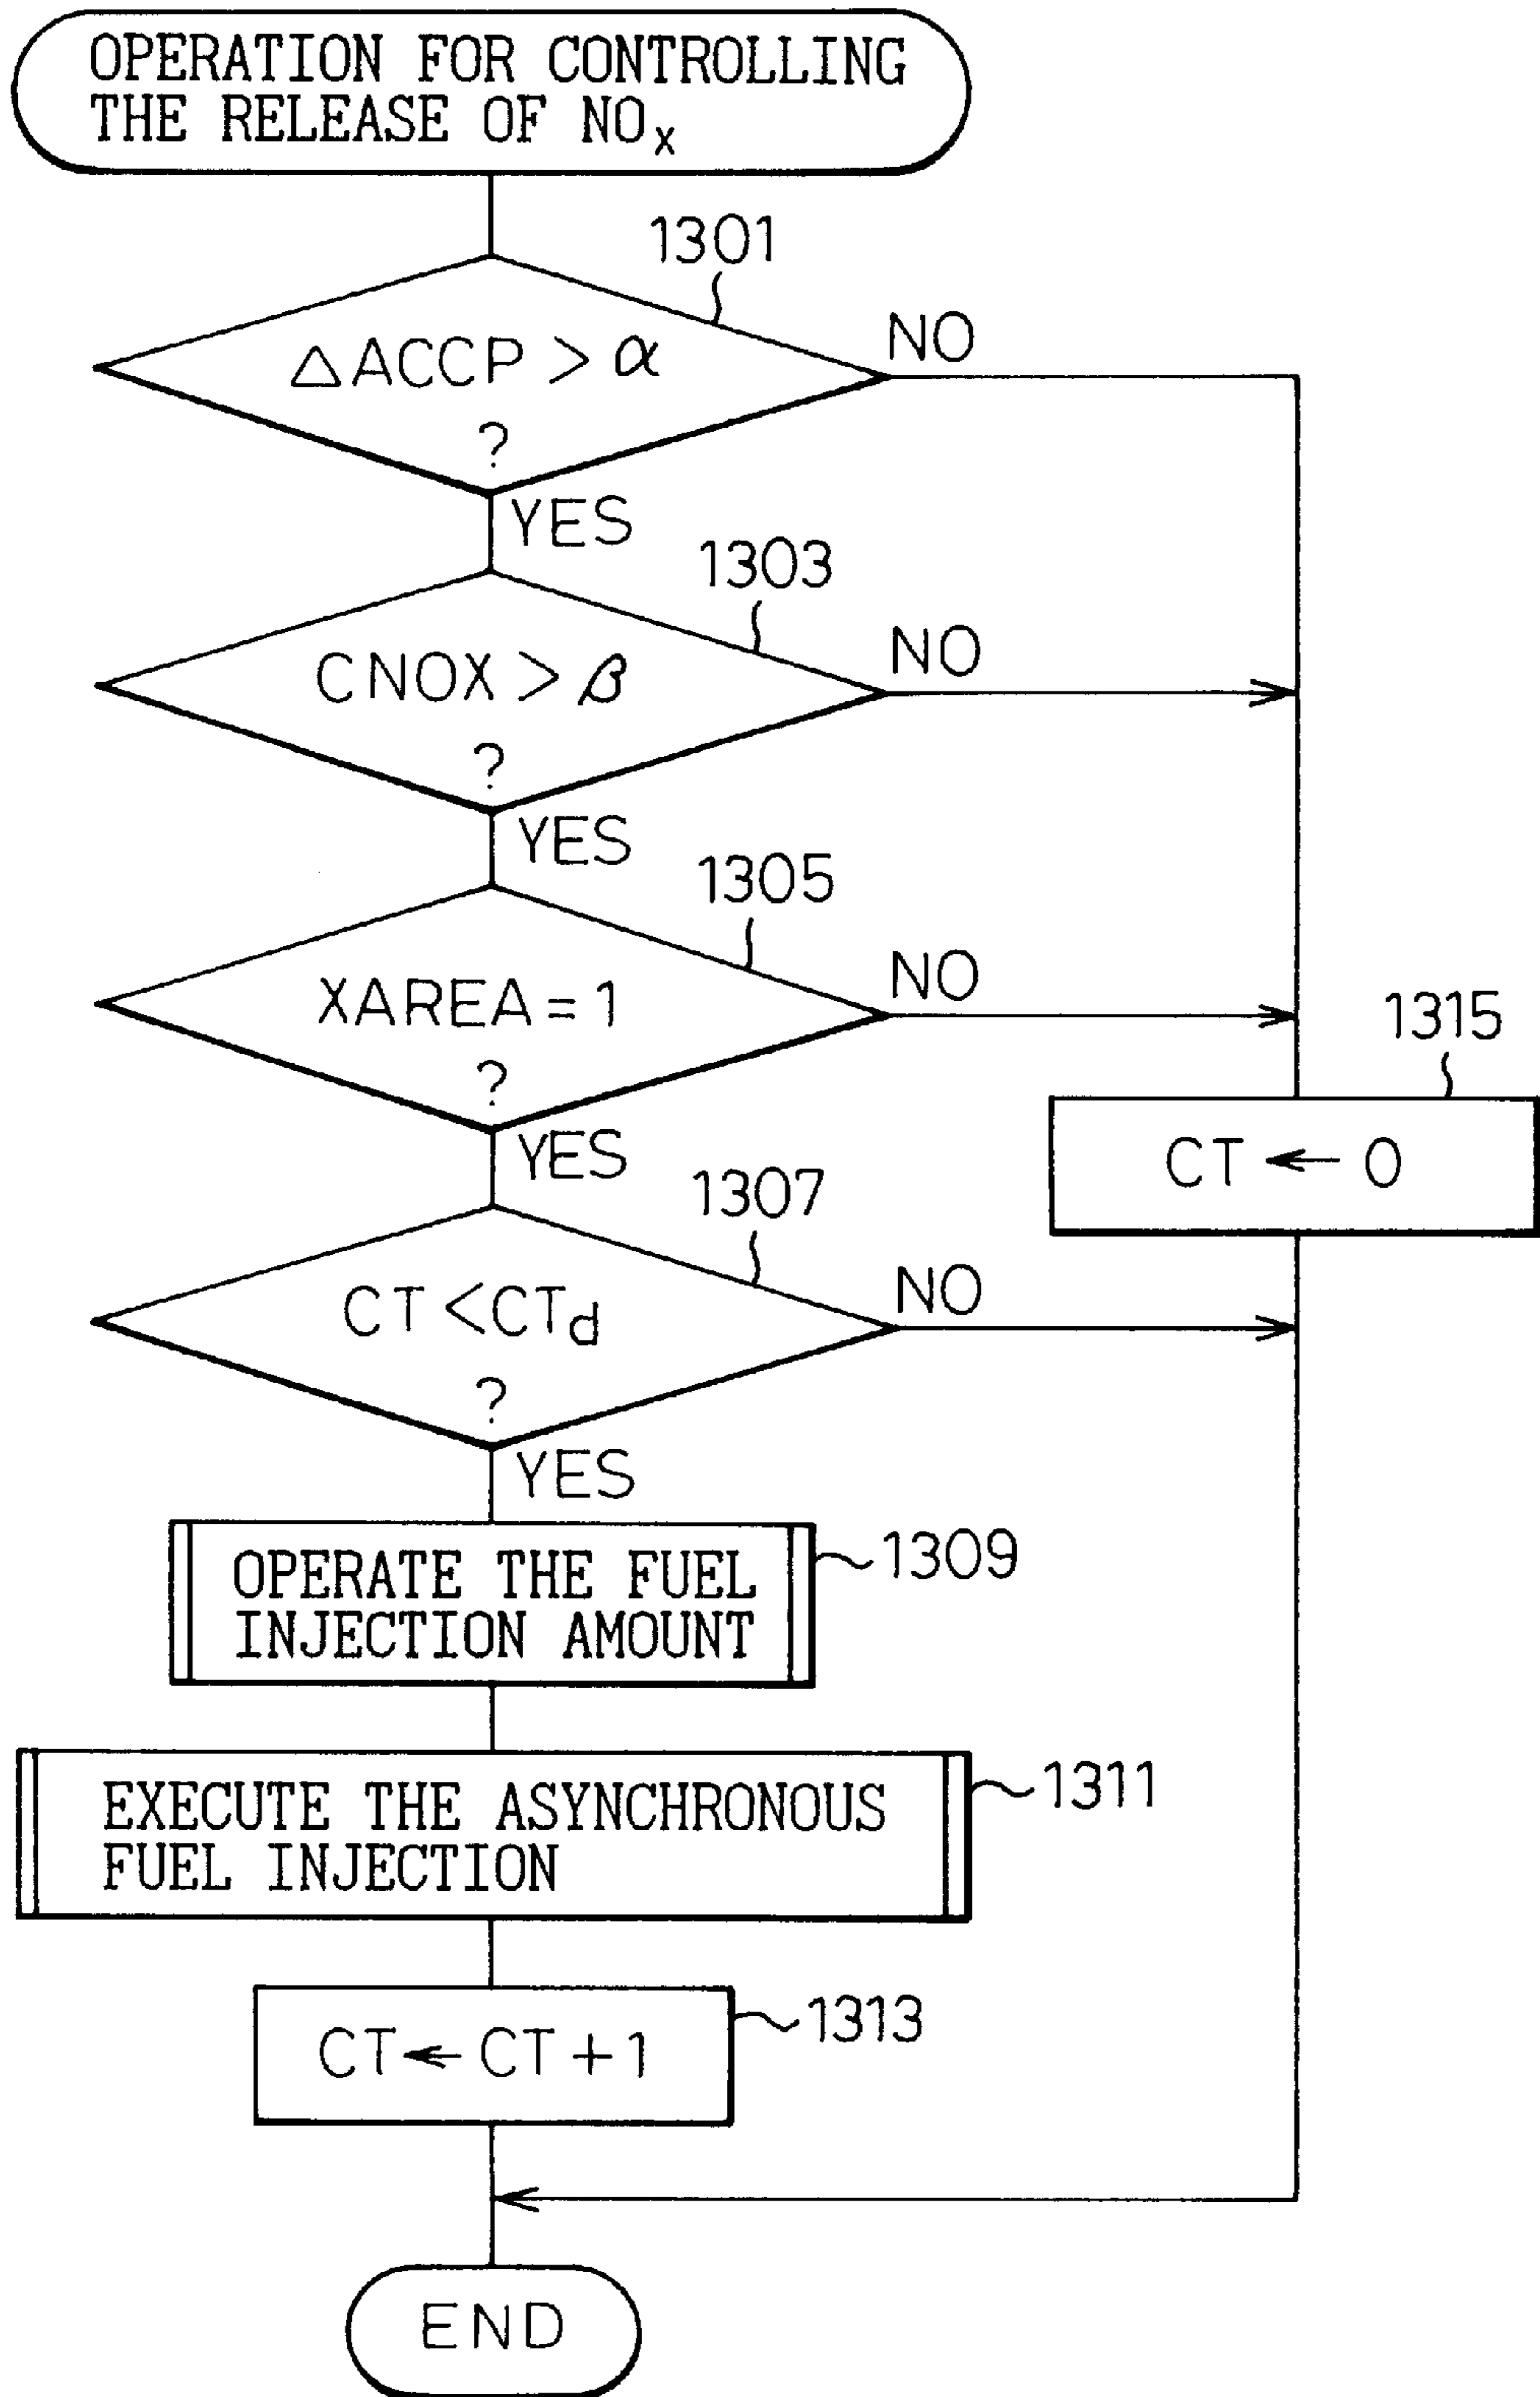 OPERATION FOR CONTROLLING
THE RELEASE OF NOx
1301
△ACCP > α
?
NO
YES
1303
CNOX > β
?
NO
YES
1305
XAREA = 1
?
NO
YES
1315
CT ← 0
1307
CT < CTd
?
NO
YES
OPERATE THE FUEL
INJECTION AMOUNT
1309
EXECUTE THE ASYNCHRONOUS
FUEL INJECTION
1311
CT ← CT + 1
1313
END